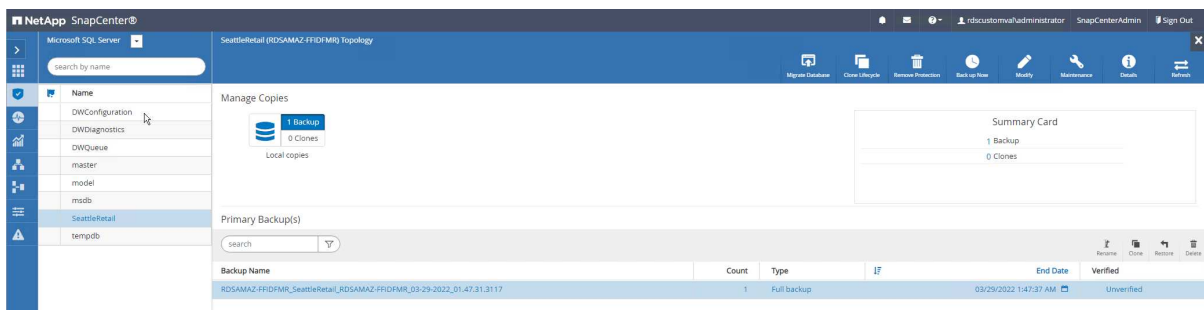 NetApp SnapCenter®
rdscustomval\administrator SnapCenterAdmin Sign Out
Microsoft SQL Server
SeattleRetail (RDSAMAZ-FFIDFMR) Topology
search by name
Migrate Database Clone Lifecycle Remove Protection Back up Now Modify Maintenance Details Refresh
Name
DWConfiguration
DWDiagnostics
DWQueue
master
model
msdb
SeattleRetail
tempdb
Manage Copies
1 Backup
0 Clones
Local copies
Summary Card
1 Backup
0 Clones
Primary Backup(s)
search
Rename Clone Restore Delete
Backup Name Count Type End Date Verified
RDSAMAZ-FFIDFMR_SeattleRetail_RDSAMAZ-FFIDFMR_03-29-2022_01.47.31.3117 1 Full backup 03/29/2022 1:47:37 AM Unverified